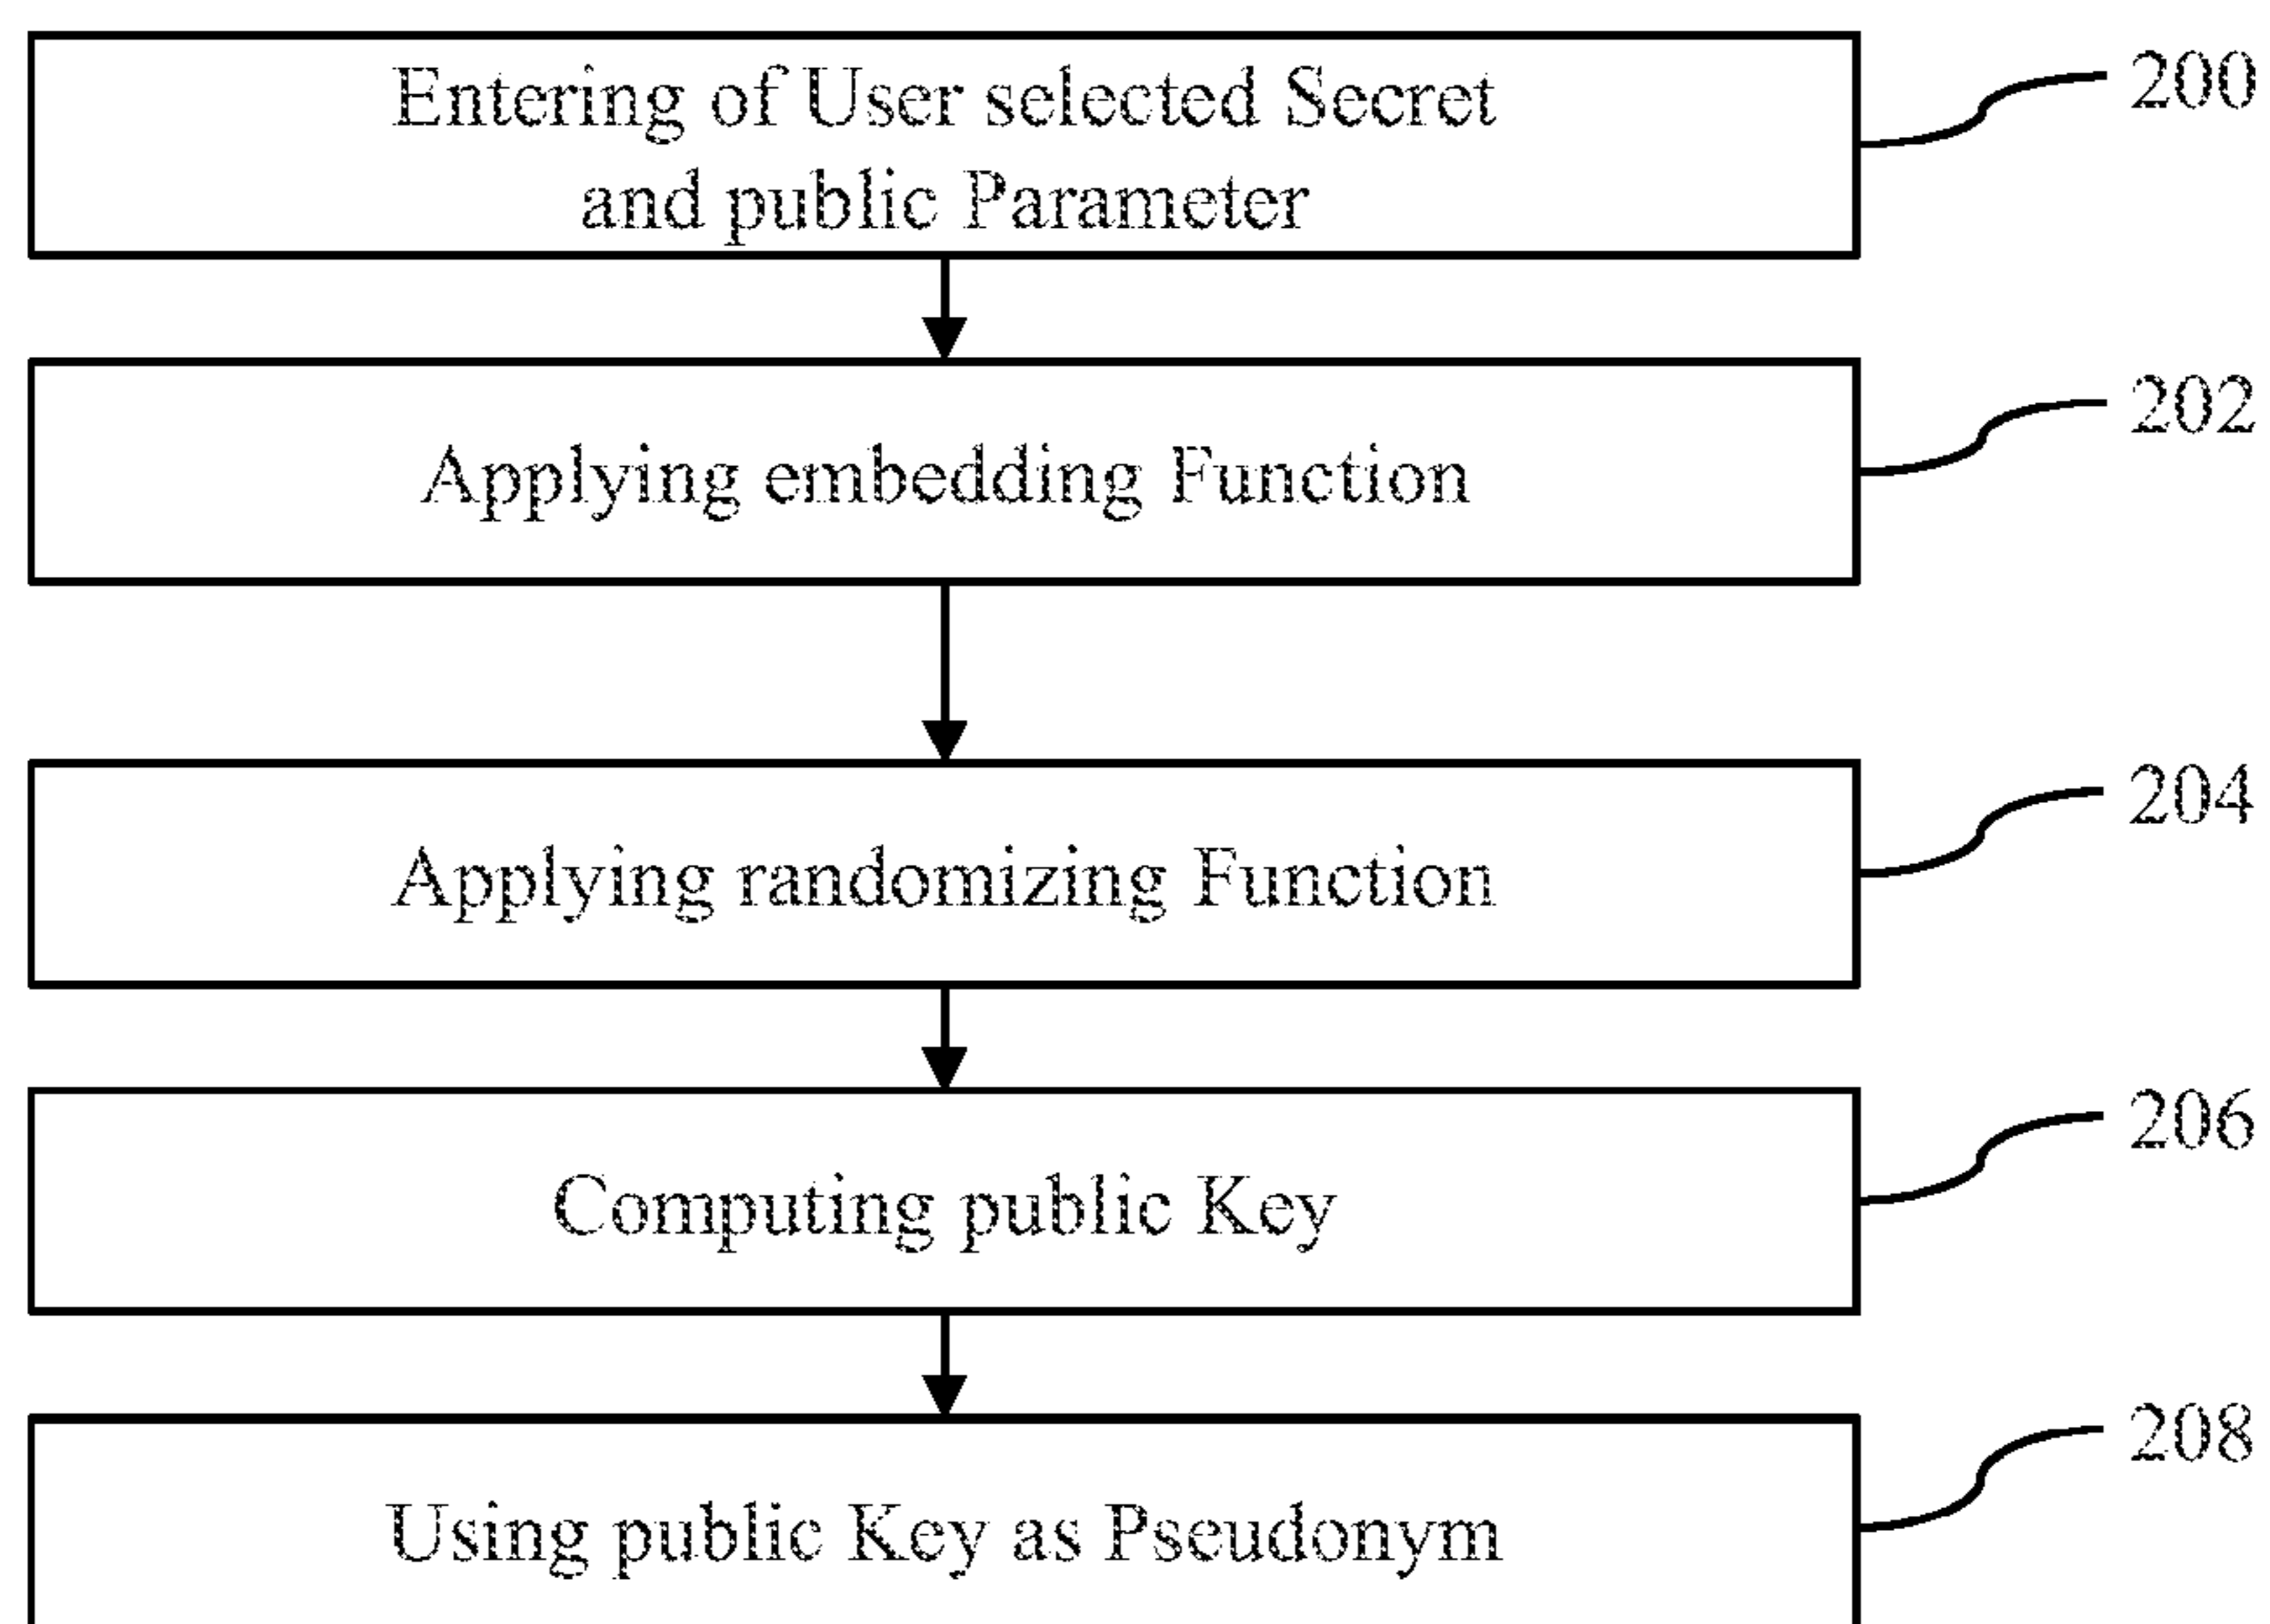 Entering of User selected Secret
and public Parameter
200
Applying embedding Function
202
Applying randomizing Function
204
Computing public Key
206
Using public Key as Pseudonym
208